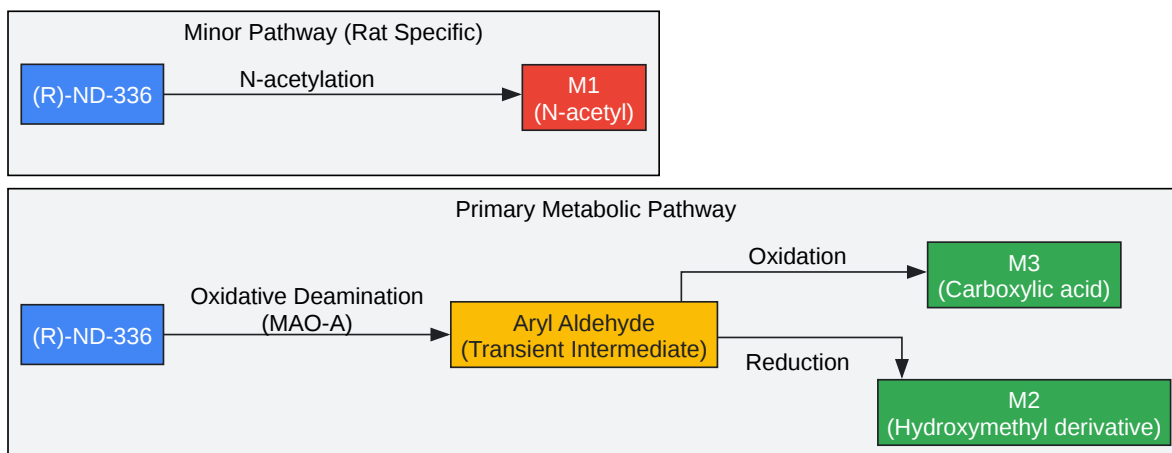 Minor Pathway (Rat Specific)
(R)-ND-336
N-acetylation
M1
(N-acetyl)
Primary Metabolic Pathway
(R)-ND-336
Oxidative Deamination
(MAO-A)
Aryl Aldehyde
(Transient Intermediate)
Oxidation
M3
(Carboxylic acid)
Reduction
M2
(Hydroxymethyl derivative)